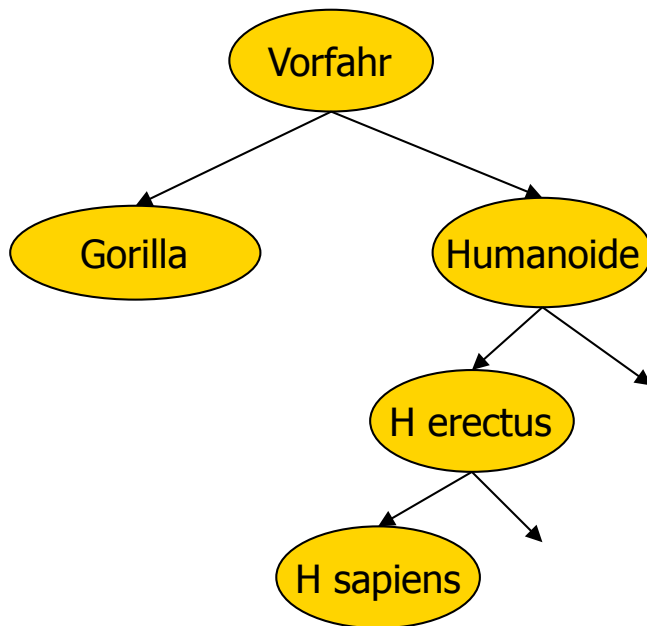 Vorfahr
Gorilla
Humanoide
H erectus
H sapiens